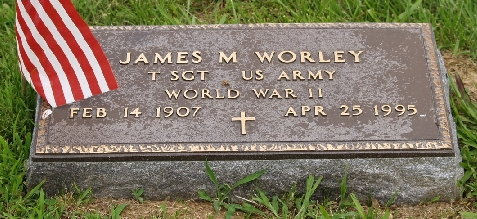 JAMES M WORLEY
T SGT US ARMY
WORLD WAR II
FEB 14 1907 APR 25 1995